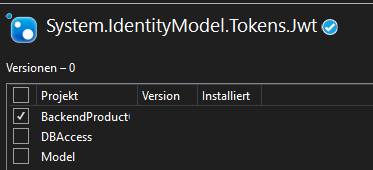 System.IdentityModel.Tokens.Jwt
Versionen – 0
Projekt Version Installiert
BackendProduct
DBAccess
Model